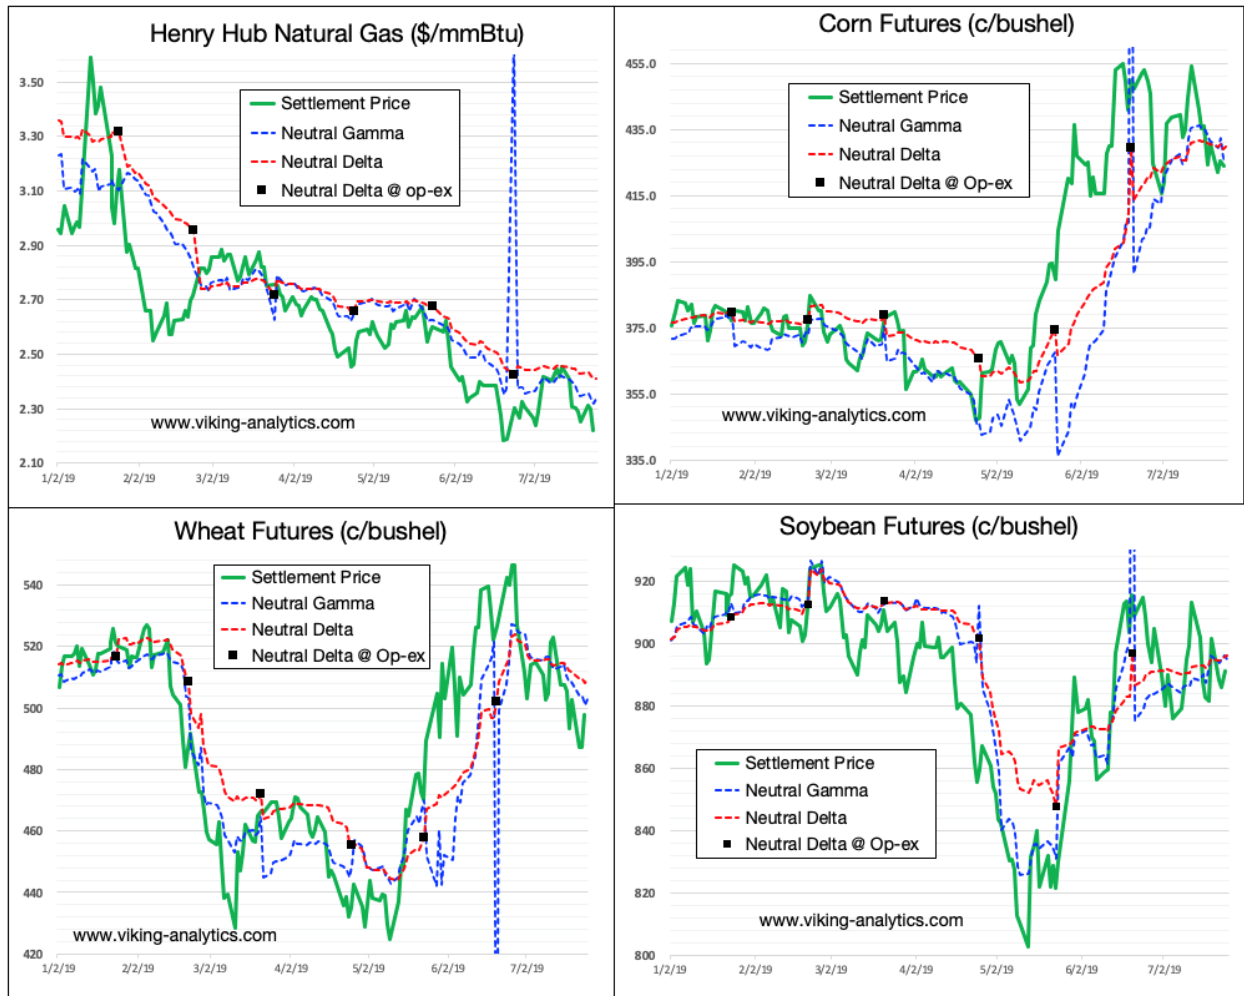 Henry Hub Natural Gas ($/mmBtu)
3.50
3.30
3.10
2.90
2.70
2.50
2.30
2.10
Settlement Price
Neutral Gamma
Neutral Delta
Neutral Delta @ op-ex
www.viking-analytics.com
1/2/19 2/2/19 3/2/19 4/2/19 5/2/19 6/2/19 7/2/19
Corn Futures (c/bushel)
455.0
435.0
415.0
395.0
375.0
355.0
335.0
Settlement Price
Neutral Gamma
Neutral Delta
Neutral Delta @ Op-ex
www.viking-analytics.com
1/2/19 2/2/19 3/2/19 4/2/19 5/2/19 6/2/19 7/2/19
Wheat Futures (c/bushel)
540
520
500
480
460
440
420
Settlement Price
Neutral Gamma
Neutral Delta
Neutral Delta @ Op-ex
www.viking-analytics.com
1/2/19 2/2/19 3/2/19 4/2/19 5/2/19 6/2/19 7/2/19
Soybean Futures (c/bushel)
920
900
880
860
840
820
800
Settlement Price
Neutral Gamma
Neutral Delta
Neutral Delta @ Op-ex
www.viking-analytics.com
1/2/19 2/2/19 3/2/19 4/2/19 5/2/19 6/2/19 7/2/19